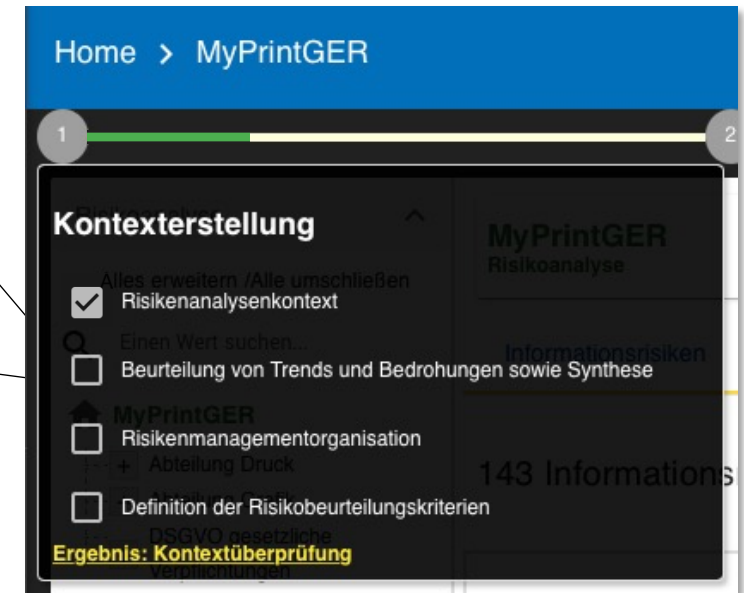 Home > MyPrintGER
1
2
Kontexterstellung
MyPrintGER
Risikoanalyse
Alles erweitern /Alle umschließen
Risikenanalysenkontext
Einen Wert suchen...
Informationsrisiken
Beurteilung von Trends und Bedrohungen sowie Synthese
MyPrintGER
Risikenmanagementorganisation
Abteilung Druck
143 Informations
Definition der Risikobeurteilungskriterien
DSGVO gesetzliche
Ergebnis: Kontextüberprüfung
Verpflichtungen